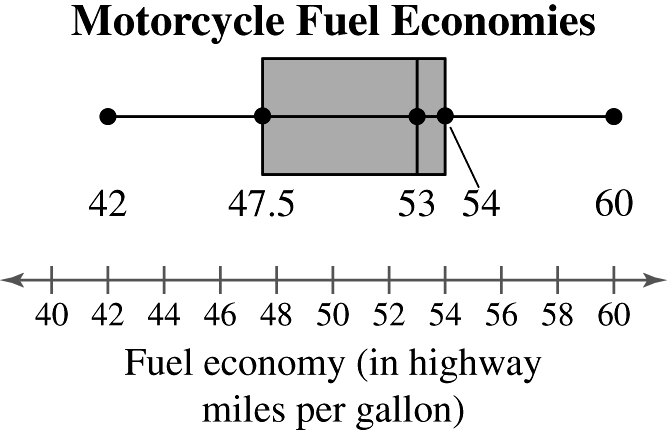 Motorcycle Fuel Economies
42 47.5 53 54 60
40 42 44 46 48 50 52 54 56 58 60
Fuel economy (in highway
miles per gallon)